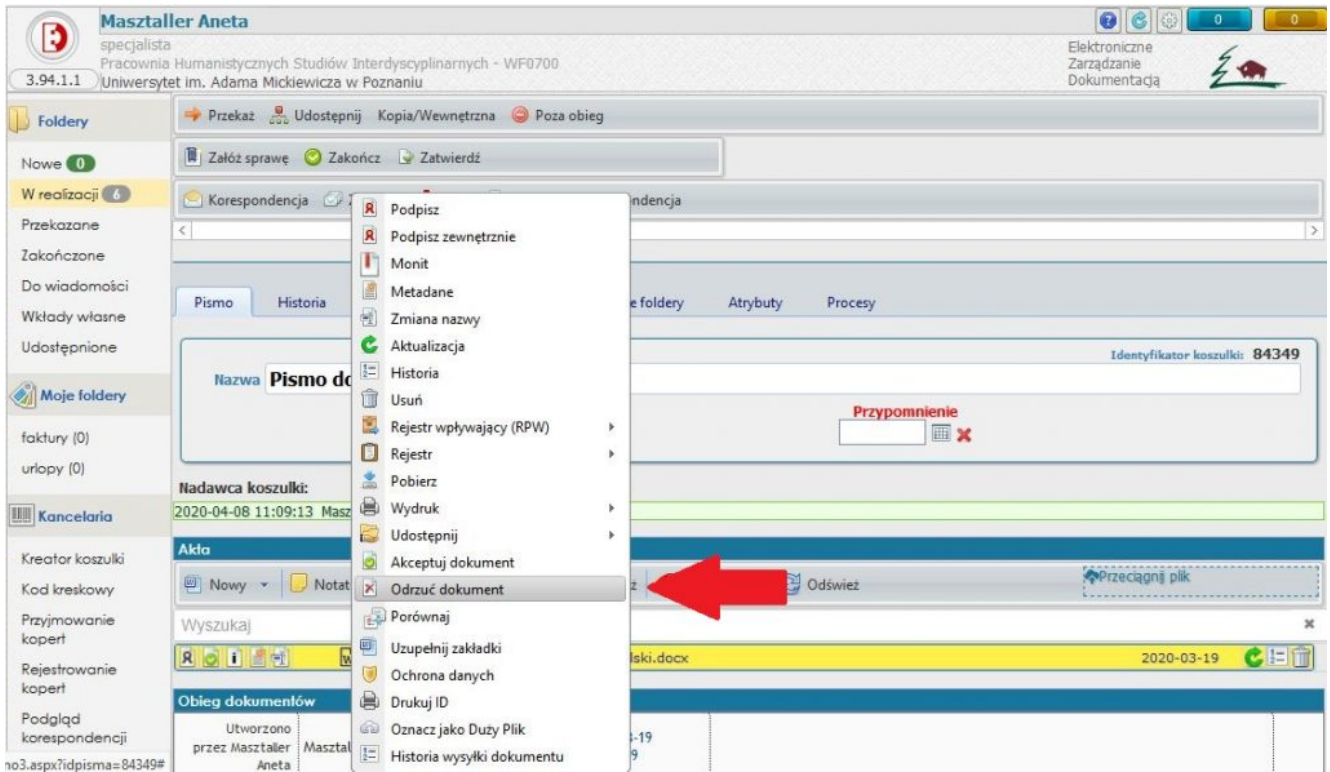 Masztaller Aneta
specjalista
Pracownia Humanistycznych Studiów Interdyscyplinarnych - WF0700
Uniwersytet im. Adama Mickiewicza w Poznaniu
3.94.1.1
0
0
Elektroniczne
Zarządzanie
Dokumentacją
Foldery
Nowe 0
W realizacji 6
Przekazane
Zakończone
Do wiadomości
Wkłady własne
Udostępnione
Moje foldery
faktury (0)
urlopy (0)
Kancelaria
Kreator koszulki
Kod kreskowy
Przyjmowanie
kopert
Rejestrowanie
kopert
Podgląd
korespondencji
no3.aspx?idpisma=84349#
Przekaż Udostępnij Kopia/Wewnętrzna Poza obieg
Załóż sprawę Zakończ Zatwierdź
Korespondencja ndencja
Pismo Historia e foldery Atrybuty Procesy
Identyfikator koszulki: 84349
Nazwa Pismo do
Przypomnienie
Nadawca koszulki:
2020-04-08 11:09:13 Masz
Akta
Nowy Notat z Odśwież Przeciągnij plik
Wyszukaj
lski.docx 2020-03-19
Obieg dokumentów
Utworzono
przez Masztaller
Aneta
Masztal
3-19
9
Podpisz
Podpisz zewnętrznie
Monit
Metadane
Zmiana nazwy
Aktualizacja
Historia
Usuń
Rejestr wpływający (RPW)
Rejestr
Pobierz
Wydruk
Udostępnij
Akceptuj dokument
Odrzuć dokument
Porównaj
Uzupełnij zakładki
Ochrona danych
Drukuj ID
Oznacz jako Duży Plik
Historia wysyłki dokumentu